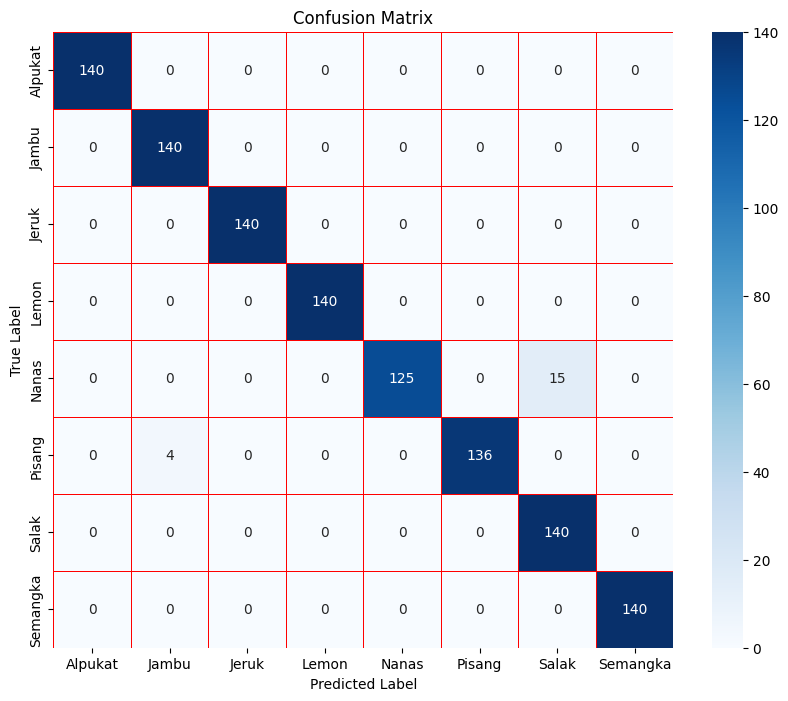 Confusion Matrix
True Label
Alpukat 140 0 0 0 0 0 0 0
Jambu 0 140 0 0 0 0 0 0
Jeruk 0 0 140 0 0 0 0 0
Lemon 0 0 0 140 0 0 0 0
Nanas 0 0 0 0 125 0 15 0
Pisang 0 4 0 0 0 136 0 0
Salak 0 0 0 0 0 0 140 0
Semangka 0 0 0 0 0 0 0 140
Alpukat Jambu Jeruk Lemon Nanas Pisang Salak Semangka
Predicted Label
140
120
100
80
60
40
20
0